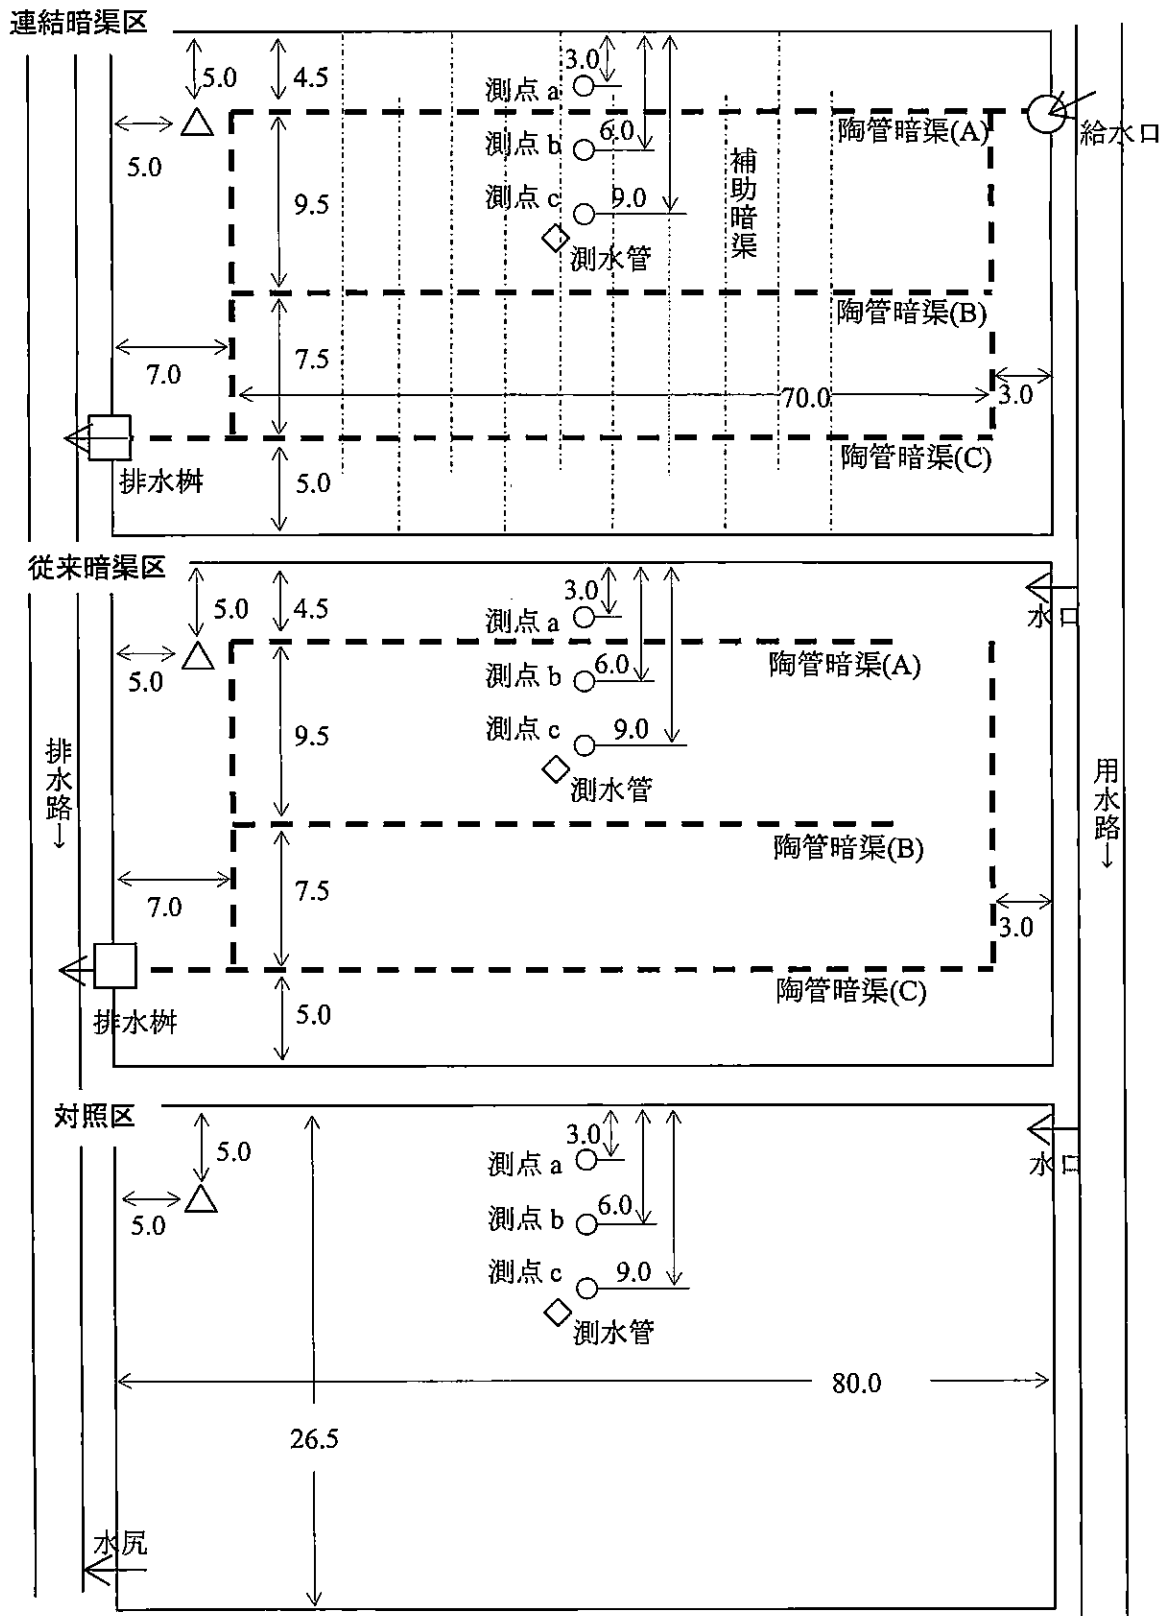 連結暗渠区
5.0
4.5
3.0
測点 a
陶管暗渠(A)
給水口
5.0
測点 b
6.0
補助暗渠
9.5
測点 c
9.0
測水管
陶管暗渠(B)
7.0
7.5
70.0
3.0
陶管暗渠(C)
排水桝
5.0
従来暗渠区
5.0
4.5
3.0
測点 a
水口
陶管暗渠(A)
5.0
測点 b
6.0
9.5
測点 c
9.0
測水管
排水路↓
用水路↓
陶管暗渠(B)
7.0
7.5
3.0
陶管暗渠(C)
排水桝
5.0
対照区
5.0
3.0
測点 a
水口
5.0
測点 b
6.0
測点 c
9.0
測水管
80.0
26.5
水尻